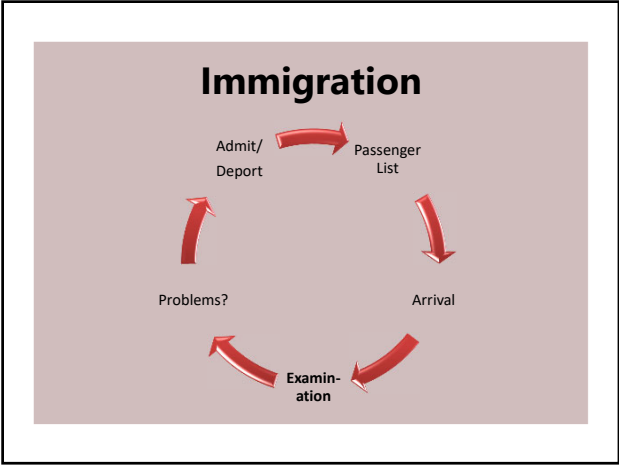 Immigration
Admit/
Deport
Passenger
List
Arrival
Examin-
ation
Problems?